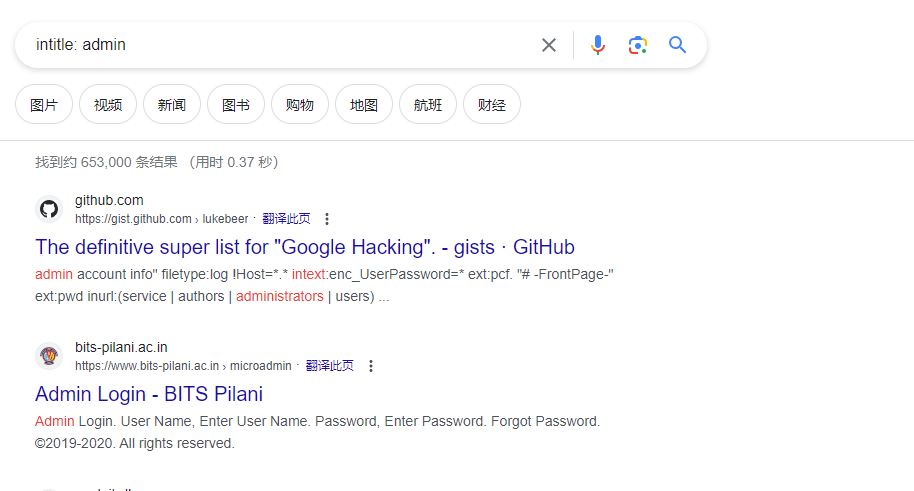 intitle: admin
图片 视频 新闻 图书 购物 地图 航班 财经
找到约 653,000 条结果 （用时 0.37 秒）
github.com
https://gist.github.com › lukebeer · 翻译此页
The definitive super list for "Google Hacking". - gists · GitHub
admin account info" filetype:log !Host=*.* intext:enc_UserPassword=* ext:pcf. "# -FrontPage-"
ext:pwd inurl:(service | authors | administrators | users) ...
bits-pilani.ac.in
https://www.bits-pilani.ac.in › microadmin · 翻译此页
Admin Login - BITS Pilani
Admin Login. User Name, Enter User Name. Password, Enter Password. Forgot Password.
©2019-2020. All rights reserved.